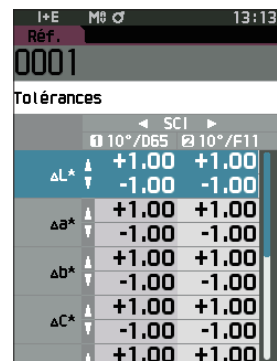 I+E M0 13:13
Réf.
0001
Tolérances
◀ SCI ▶
1 10°/D65 2 10°/F11
ΔL* +1.00 +1.00
-1.00 -1.00
Δa* +1.00 +1.00
-1.00 -1.00
Δb* +1.00 +1.00
-1.00 -1.00
ΔC* +1.00 +1.00
-1.00 -1.00
+1.00 +1.00